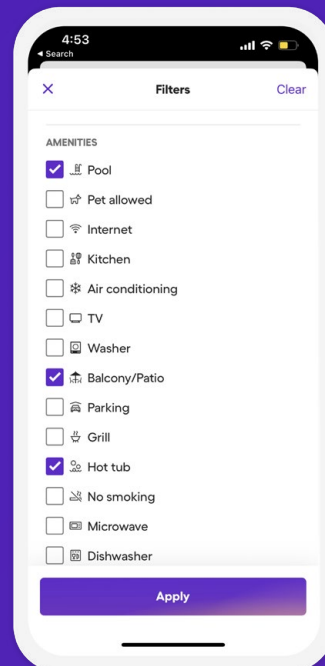 4:53
Search
Filters
Clear
AMENITIES
Pool
Pet allowed
Internet
Kitchen
Air conditioning
TV
Washer
Balcony/Patio
Parking
Grill
Hot tub
No smoking
Microwave
Dishwasher
Apply